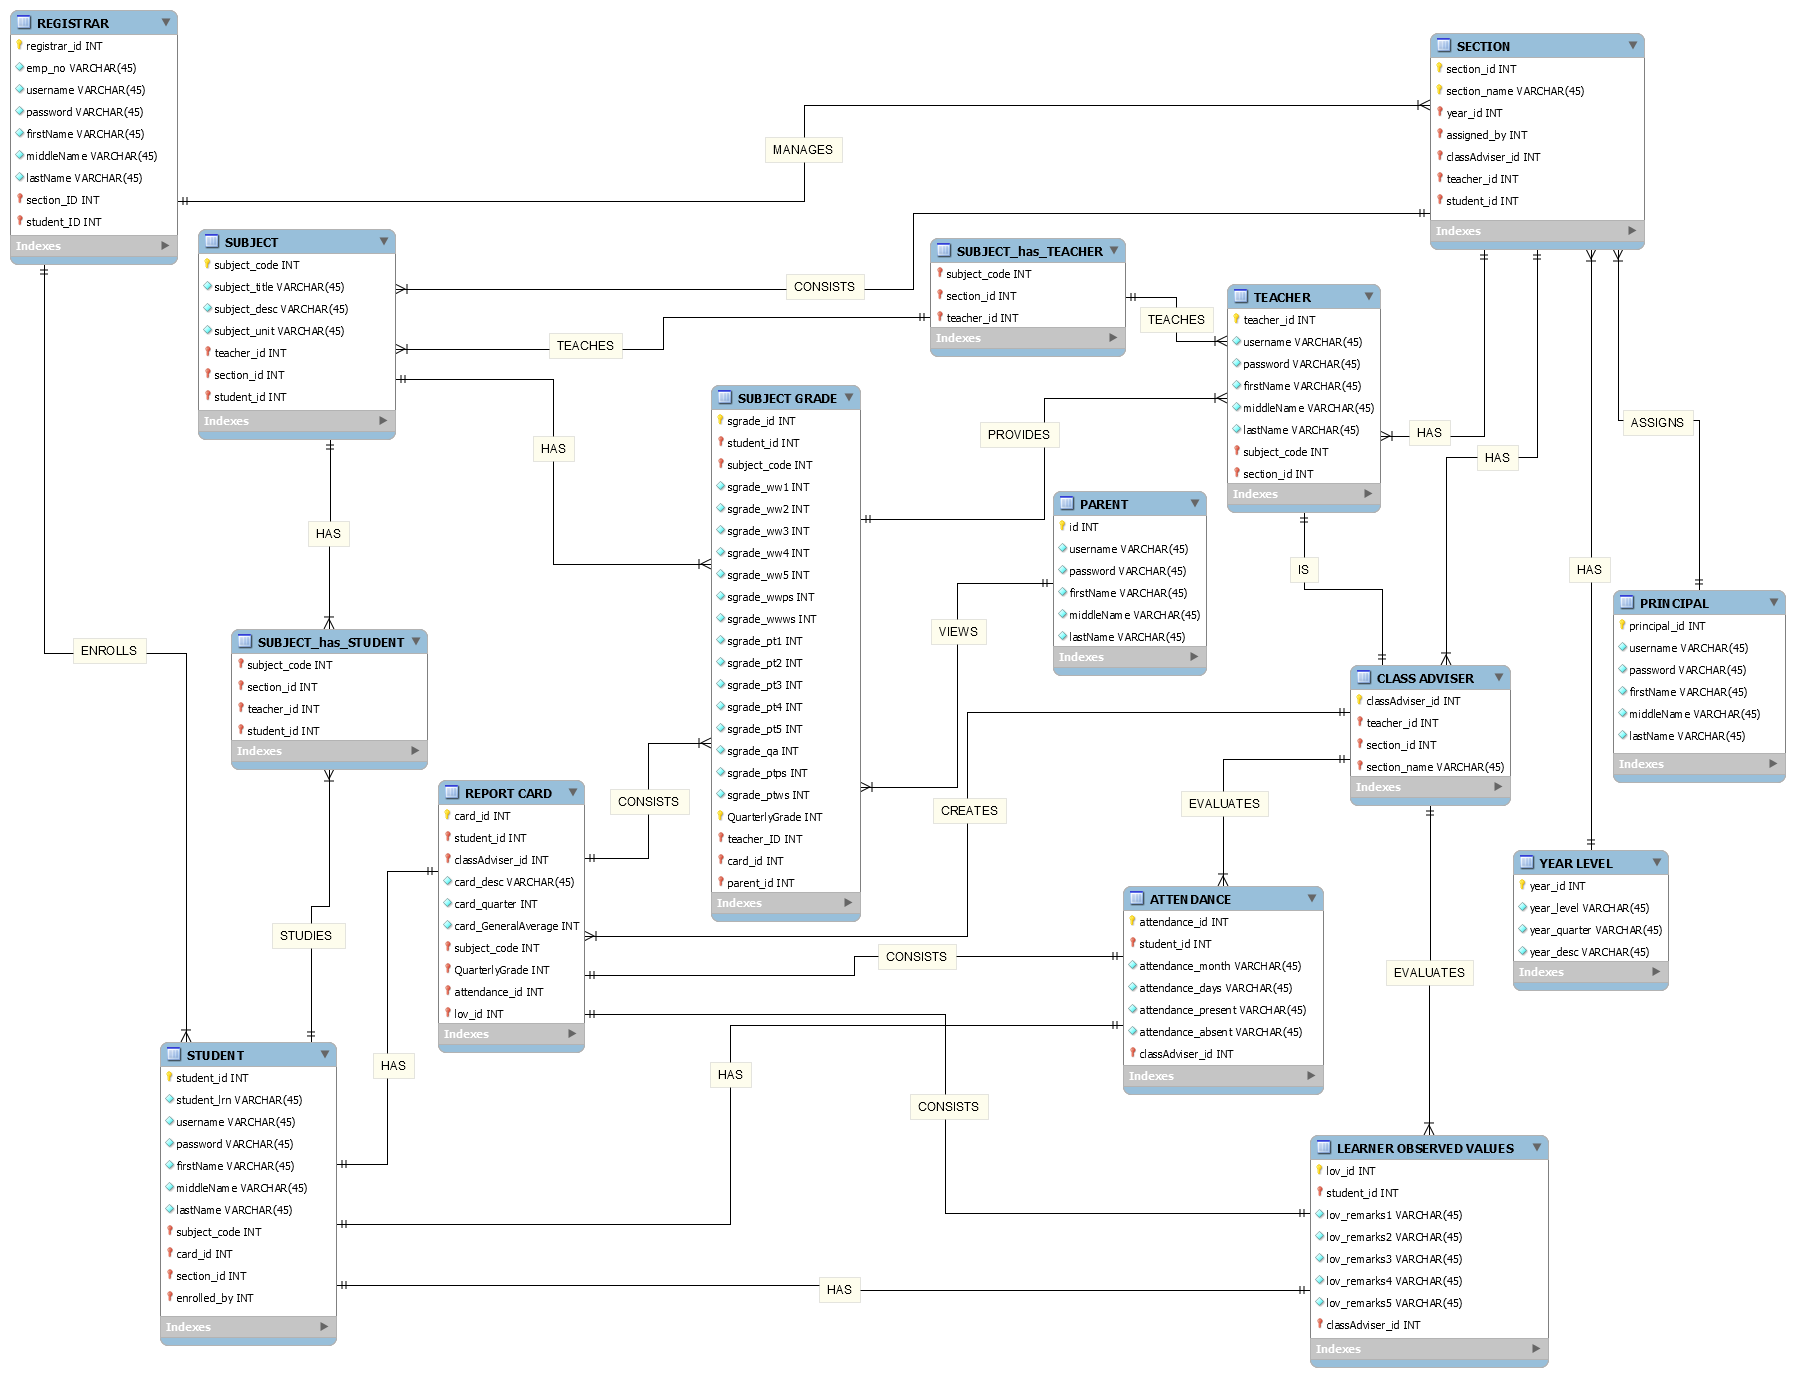 REGISTRAR
registrar_id INT
emp_no VARCHAR(45)
username VARCHAR(45)
password VARCHAR(45)
firstName VARCHAR(45)
middleName VARCHAR(45)
lastName VARCHAR(45)
section_ID INT
student_ID INT
Indexes
SECTION
section_id INT
section_name VARCHAR(45)
year_id INT
assigned_by INT
classAdviser_id INT
teacher_id INT
student_id INT
Indexes
MANAGES
SUBJECT
subject_code INT
subject_title VARCHAR(45)
subject_desc VARCHAR(45)
subject_unit VARCHAR(45)
teacher_id INT
section_id INT
student_id INT
Indexes
CONSISTS
TEACHES
SUBJECT_has_TEACHER
subject_code INT
section_id INT
teacher_id INT
Indexes
TEACHES
TEACHER
teacher_id INT
username VARCHAR(45)
password VARCHAR(45)
firstName VARCHAR(45)
middleName VARCHAR(45)
lastName VARCHAR(45)
subject_code INT
section_id INT
Indexes
HAS
HAS
ASSIGNS
HAS
SUBJECT GRADE
sgrade_id INT
student_id INT
subject_code INT
sgrade_ww1 INT
sgrade_ww2 INT
sgrade_ww3 INT
sgrade_ww4 INT
sgrade_ww5 INT
sgrade_wwps INT
sgrade_wwws INT
sgrade_pt1 INT
sgrade_pt2 INT
sgrade_pt3 INT
sgrade_pt4 INT
sgrade_pt5 INT
sgrade_qa INT
sgrade_ptps INT
sgrade_ptws INT
QuarterlyGrade INT
teacher_ID INT
card_id INT
parent_id INT
Indexes
PROVIDES
PARENT
id INT
username VARCHAR(45)
password VARCHAR(45)
firstName VARCHAR(45)
middleName VARCHAR(45)
lastName VARCHAR(45)
Indexes
VIEWS
IS
HAS
HAS
PRINCIPAL
principal_id INT
username VARCHAR(45)
password VARCHAR(45)
firstName VARCHAR(45)
middleName VARCHAR(45)
lastName VARCHAR(45)
Indexes
ENROLLS
SUBJECT_has_STUDENT
subject_code INT
section_id INT
teacher_id INT
student_id INT
Indexes
CLASS ADVISER
classAdviser_id INT
teacher_id INT
section_id INT
section_name VARCHAR(45)
Indexes
REPORT CARD
card_id INT
student_id INT
classAdviser_id INT
card_desc VARCHAR(45)
card_quarter INT
card_GeneralAverage INT
subject_code INT
QuarterlyGrade INT
attendance_id INT
lov_id INT
Indexes
CONSISTS
CREATES
EVALUATES
YEAR LEVEL
year_id INT
year_level VARCHAR(45)
year_quarter VARCHAR(45)
year_desc VARCHAR(45)
Indexes
ATTENDANCE
attendance_id INT
student_id INT
attendance_month VARCHAR(45)
attendance_days VARCHAR(45)
attendance_present VARCHAR(45)
attendance_absent VARCHAR(45)
classAdviser_id INT
Indexes
STUDIES
CONSISTS
EVALUATES
STUDENT
student_id INT
student_lrn VARCHAR(45)
username VARCHAR(45)
password VARCHAR(45)
firstName VARCHAR(45)
middleName VARCHAR(45)
lastName VARCHAR(45)
subject_code INT
card_id INT
section_id INT
enrolled_by INT
Indexes
HAS
HAS
CONSISTS
HAS
LEARNER OBSERVED VALUES
lov_id INT
student_id INT
lov_remarks1 VARCHAR(45)
lov_remarks2 VARCHAR(45)
lov_remarks3 VARCHAR(45)
lov_remarks4 VARCHAR(45)
lov_remarks5 VARCHAR(45)
classAdviser_id INT
Indexes